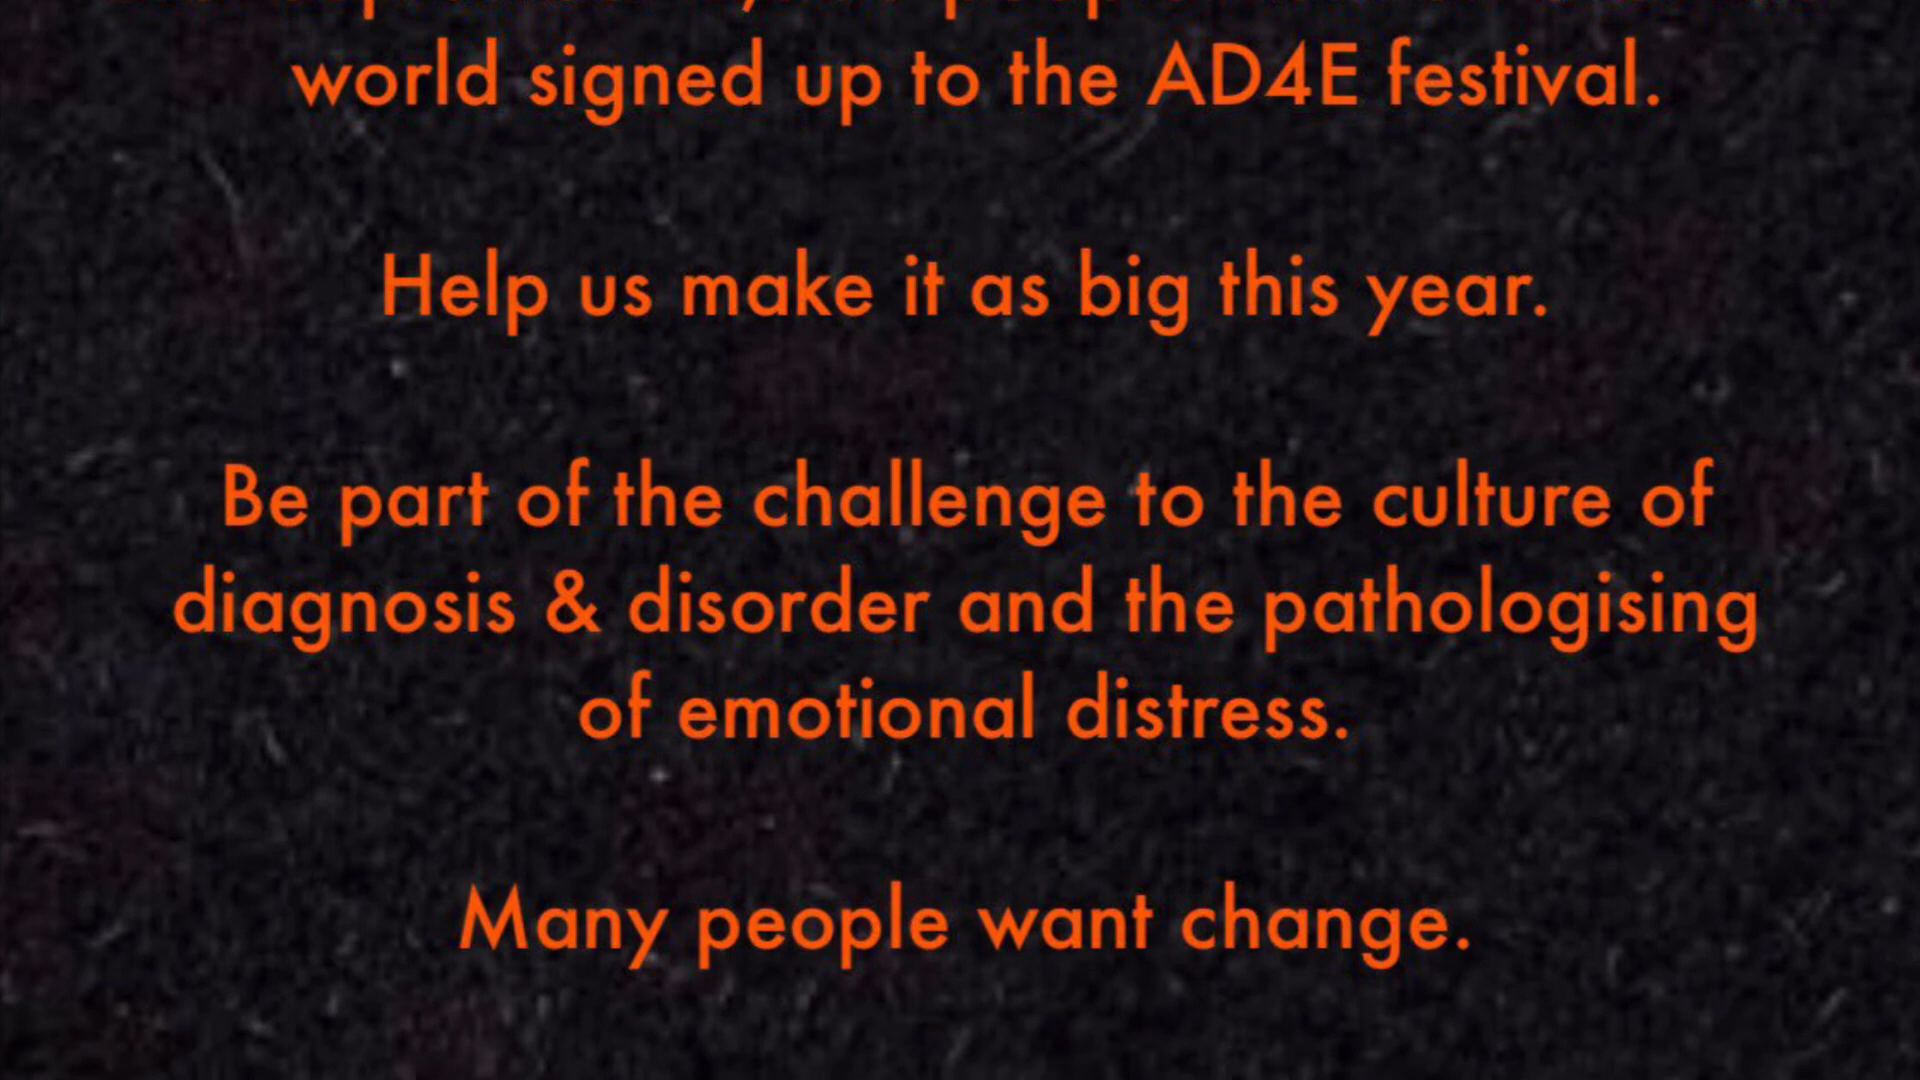 world signed up to the AD4E festival.
Help us make it as big this year.
Be part of the challenge to the culture of
diagnosis & disorder and the pathologising
of emotional distress.
Many people want change.